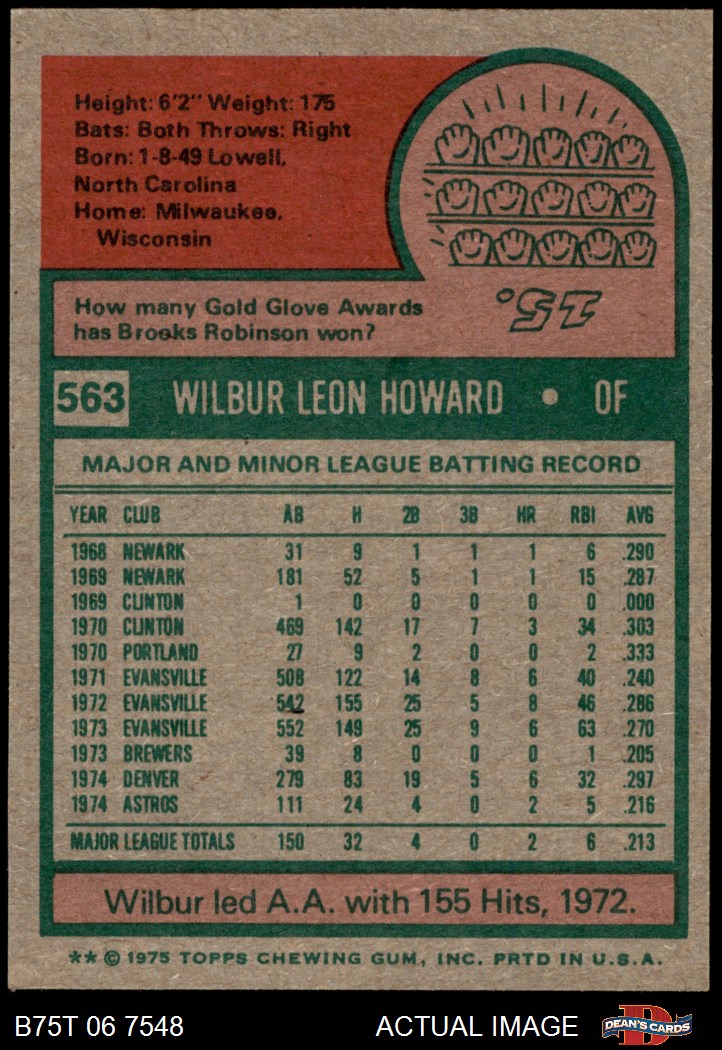 Height: 6'2" Weight: 175
Bats: Both Throws: Right
Born: 1-8-49 Lowell,
North Carolina
Home: Milwaukee,
Wisconsin
How many Gold Glove Awards
has Brooks Robinson won?
15.
563 WILBUR LEON HOWARD • OF
MAJOR AND MINOR LEAGUE BATTING RECORD
YEAR CLUB AB H 2B 3B HR RBI AVG
1968 NEWARK 31 9 1 1 1 6 .290
1969 NEWARK 181 52 5 1 1 15 .287
1969 CLINTON 1 0 0 0 0 0 .000
1970 CLINTON 469 142 17 7 3 34 .303
1970 PORTLAND 27 9 2 0 0 2 .333
1971 EVANSVILLE 508 122 14 8 6 40 .240
1972 EVANSVILLE 542 155 25 5 8 46 .286
1973 EVANSVILLE 552 149 25 9 6 63 .270
1973 BREWERS 39 8 0 0 0 1 .205
1974 DENVER 279 83 19 5 6 32 .297
1974 ASTROS 111 24 4 0 2 5 .216
MAJOR LEAGUE TOTALS 150 32 4 0 2 6 .213
Wilbur led A.A. with 155 Hits, 1972.
** © 1975 TOPPS CHEWING GUM, INC. PRTD IN U.S.A.
B75T 06 7548 ACTUAL IMAGE D DEAN'S CARDS